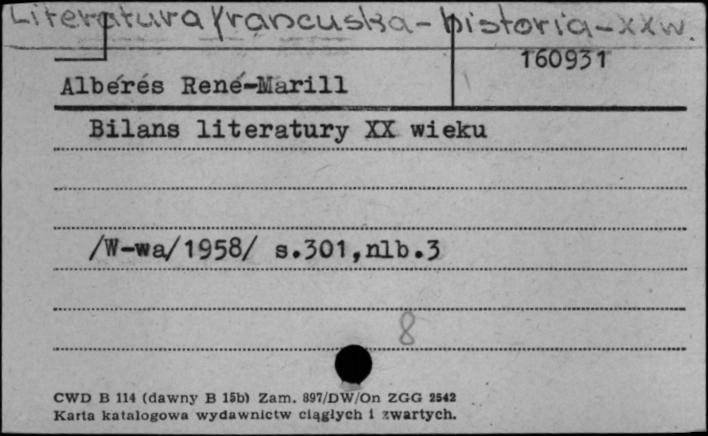 Literatura francuska - historia - XX w.
160931
Albérés René-Marill
Bilans literatury XX wieku
/W-wa/1958/ s.301,nlb.3
8
CWD B 114 (dawny B 15b) Zam. 897/DW/On ZGG 2542
Karta katalogowa wydawnictw ciągłych i zwartych.